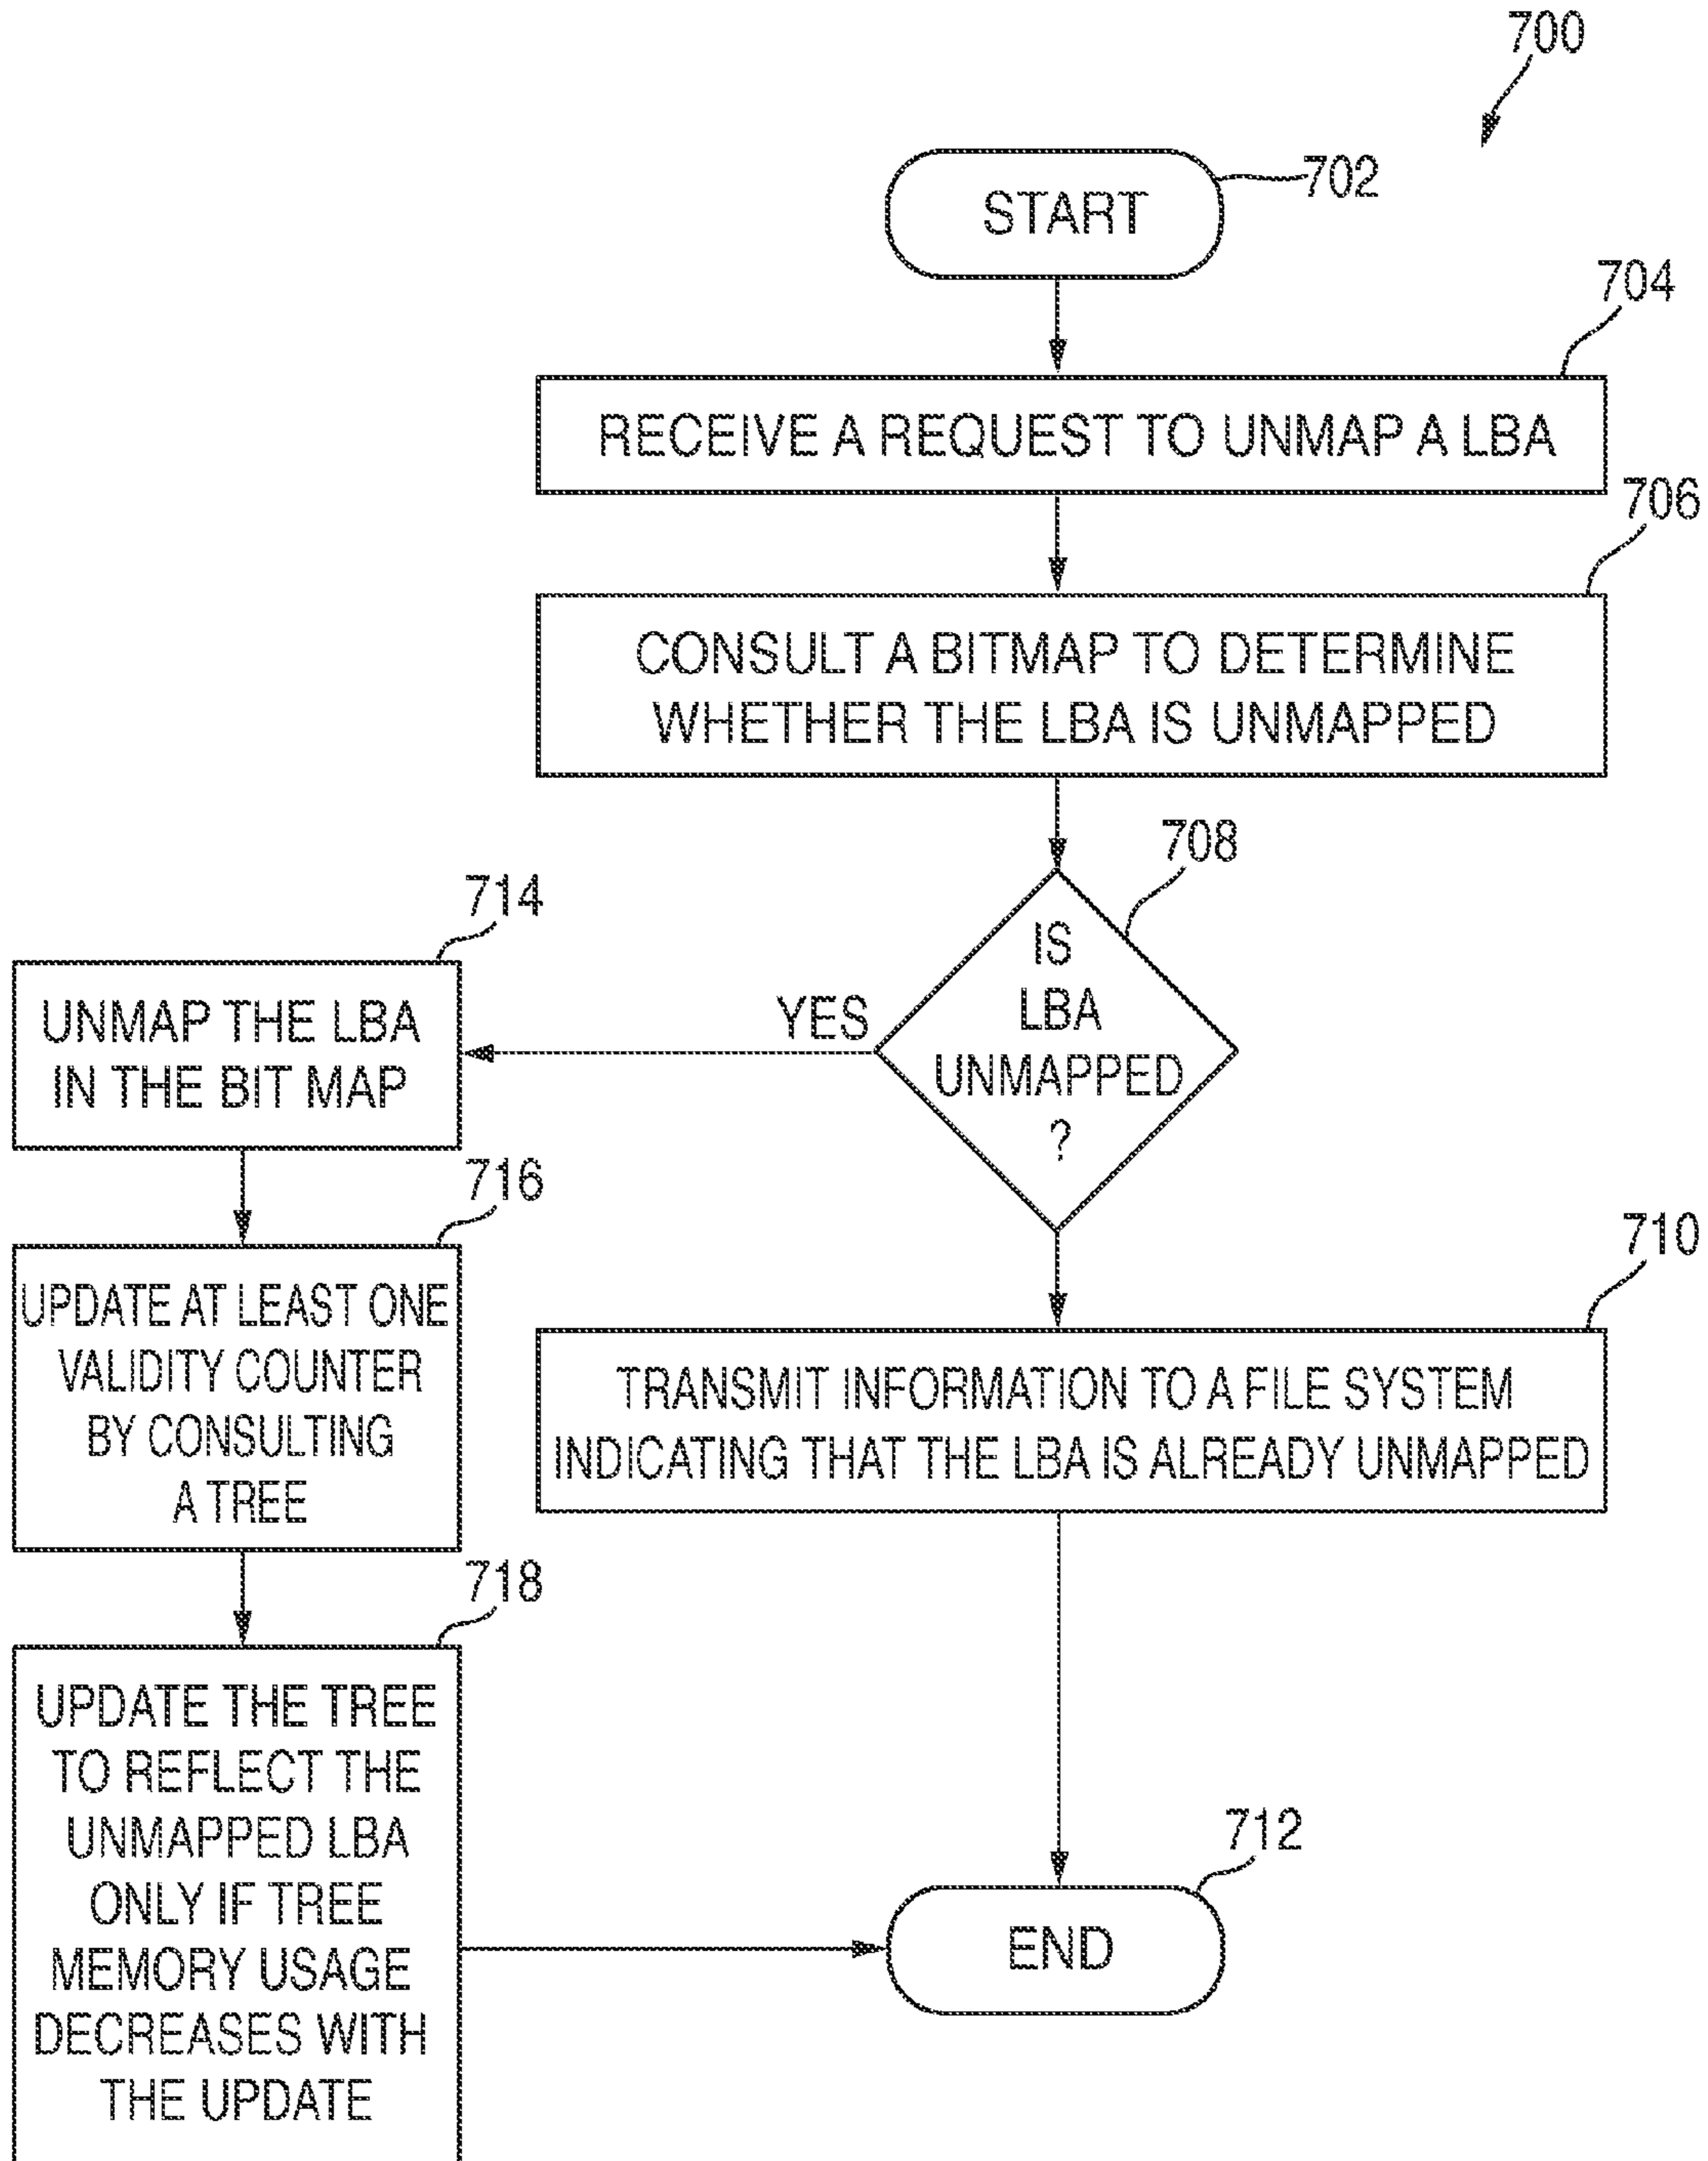 700
START
702
704
RECEIVE A REQUEST TO UNMAP A LBA
706
CONSULT A BITMAP TO DETERMINE
WHETHER THE LBA IS UNMAPPED
708
IS
LBA
UNMAPPED
?
YES
714
UNMAP THE LBA
IN THE BIT MAP
716
UPDATE AT LEAST ONE
VALIDITY COUNTER
BY CONSULTING
A TREE
710
TRANSMIT INFORMATION TO A FILE SYSTEM
INDICATING THAT THE LBA IS ALREADY UNMAPPED
718
UPDATE THE TREE
TO REFLECT THE
UNMAPPED LBA
ONLY IF TREE
MEMORY USAGE
DECREASES WITH
THE UPDATE
712
END